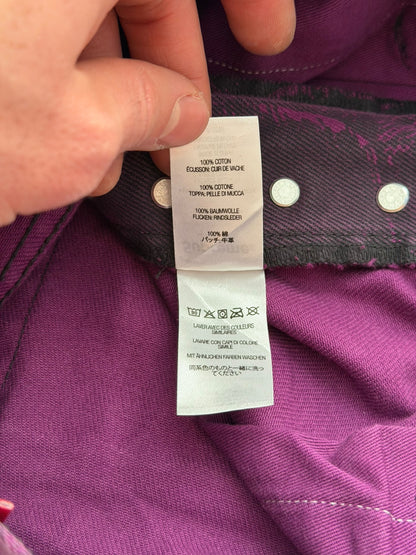 100% COTON
ÉCUSSON: CUIR DE VACHE
100% COTONE
TOPPA: PELLE DI MUCCA
100% BAUMWOLLE
FLICKEN: RINDSLEDER
100% 綿
パッチ: 牛革
LAVER AVEC DES COULEURS
SIMILAIRES
LAVARE CON CAPI DI COLORE
SIMILE
MIT ÄHNLICHEN FARBEN WASCHEN
同系色のものと一緒に洗っ
てください